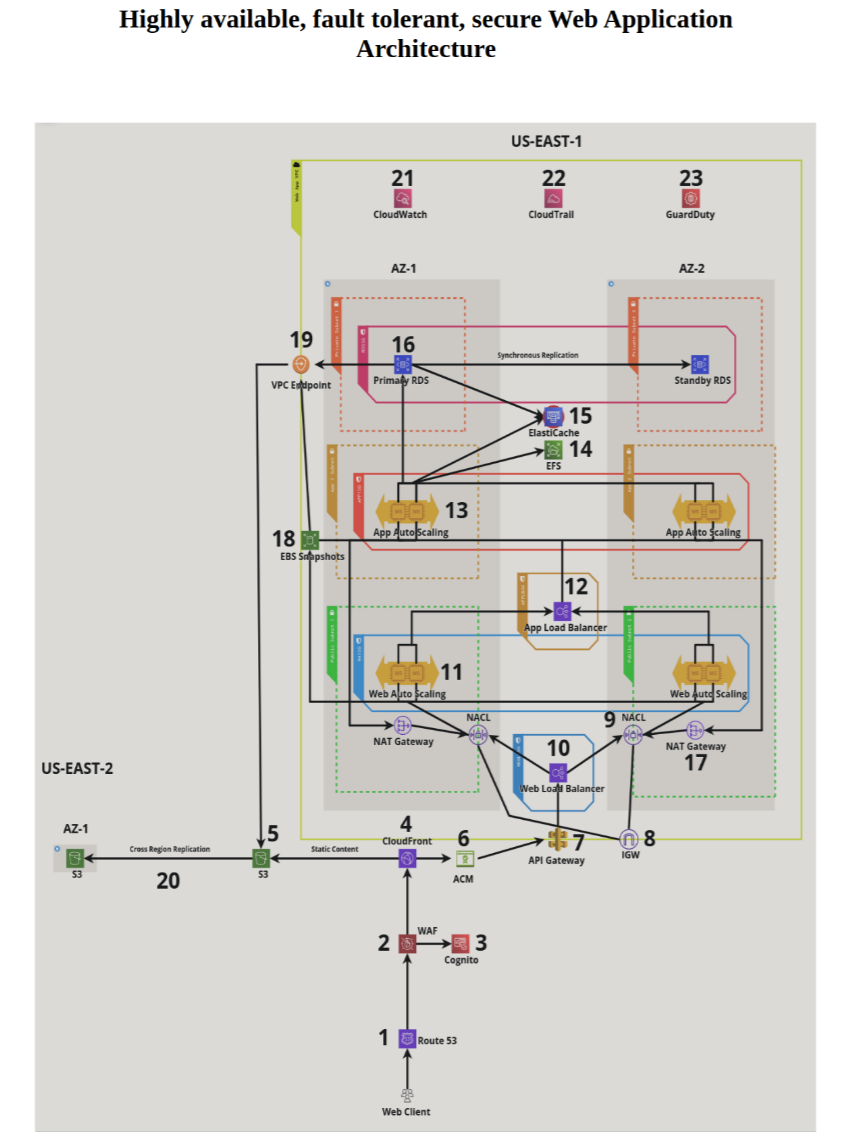 Highly available, fault tolerant, secure Web Application
Architecture
US-EAST-1
21
CloudWatch
22
CloudTrail
23
GuardDuty
AZ-1
AZ-2
19
VPC Endpoint
16
Primary RDS
Synchronous Replication
Standby RDS
15
ElastiCache
14
EFS
13
App Auto Scaling
App Auto Scaling
18
EBS Snapshots
12
App Load Balancer
11
Web Auto Scaling
Web Auto Scaling
NACL
9
NACL
NAT Gateway
10
NAT Gateway
17
Web Load Balancer
US-EAST-2
AZ-1
S3
Cross Region Replication
20
5
S3
Static Content
4
CloudFront
6
ACM
7
API Gateway
8
IGW
2
WAF
3
Cognito
1
Route 53
Web Client